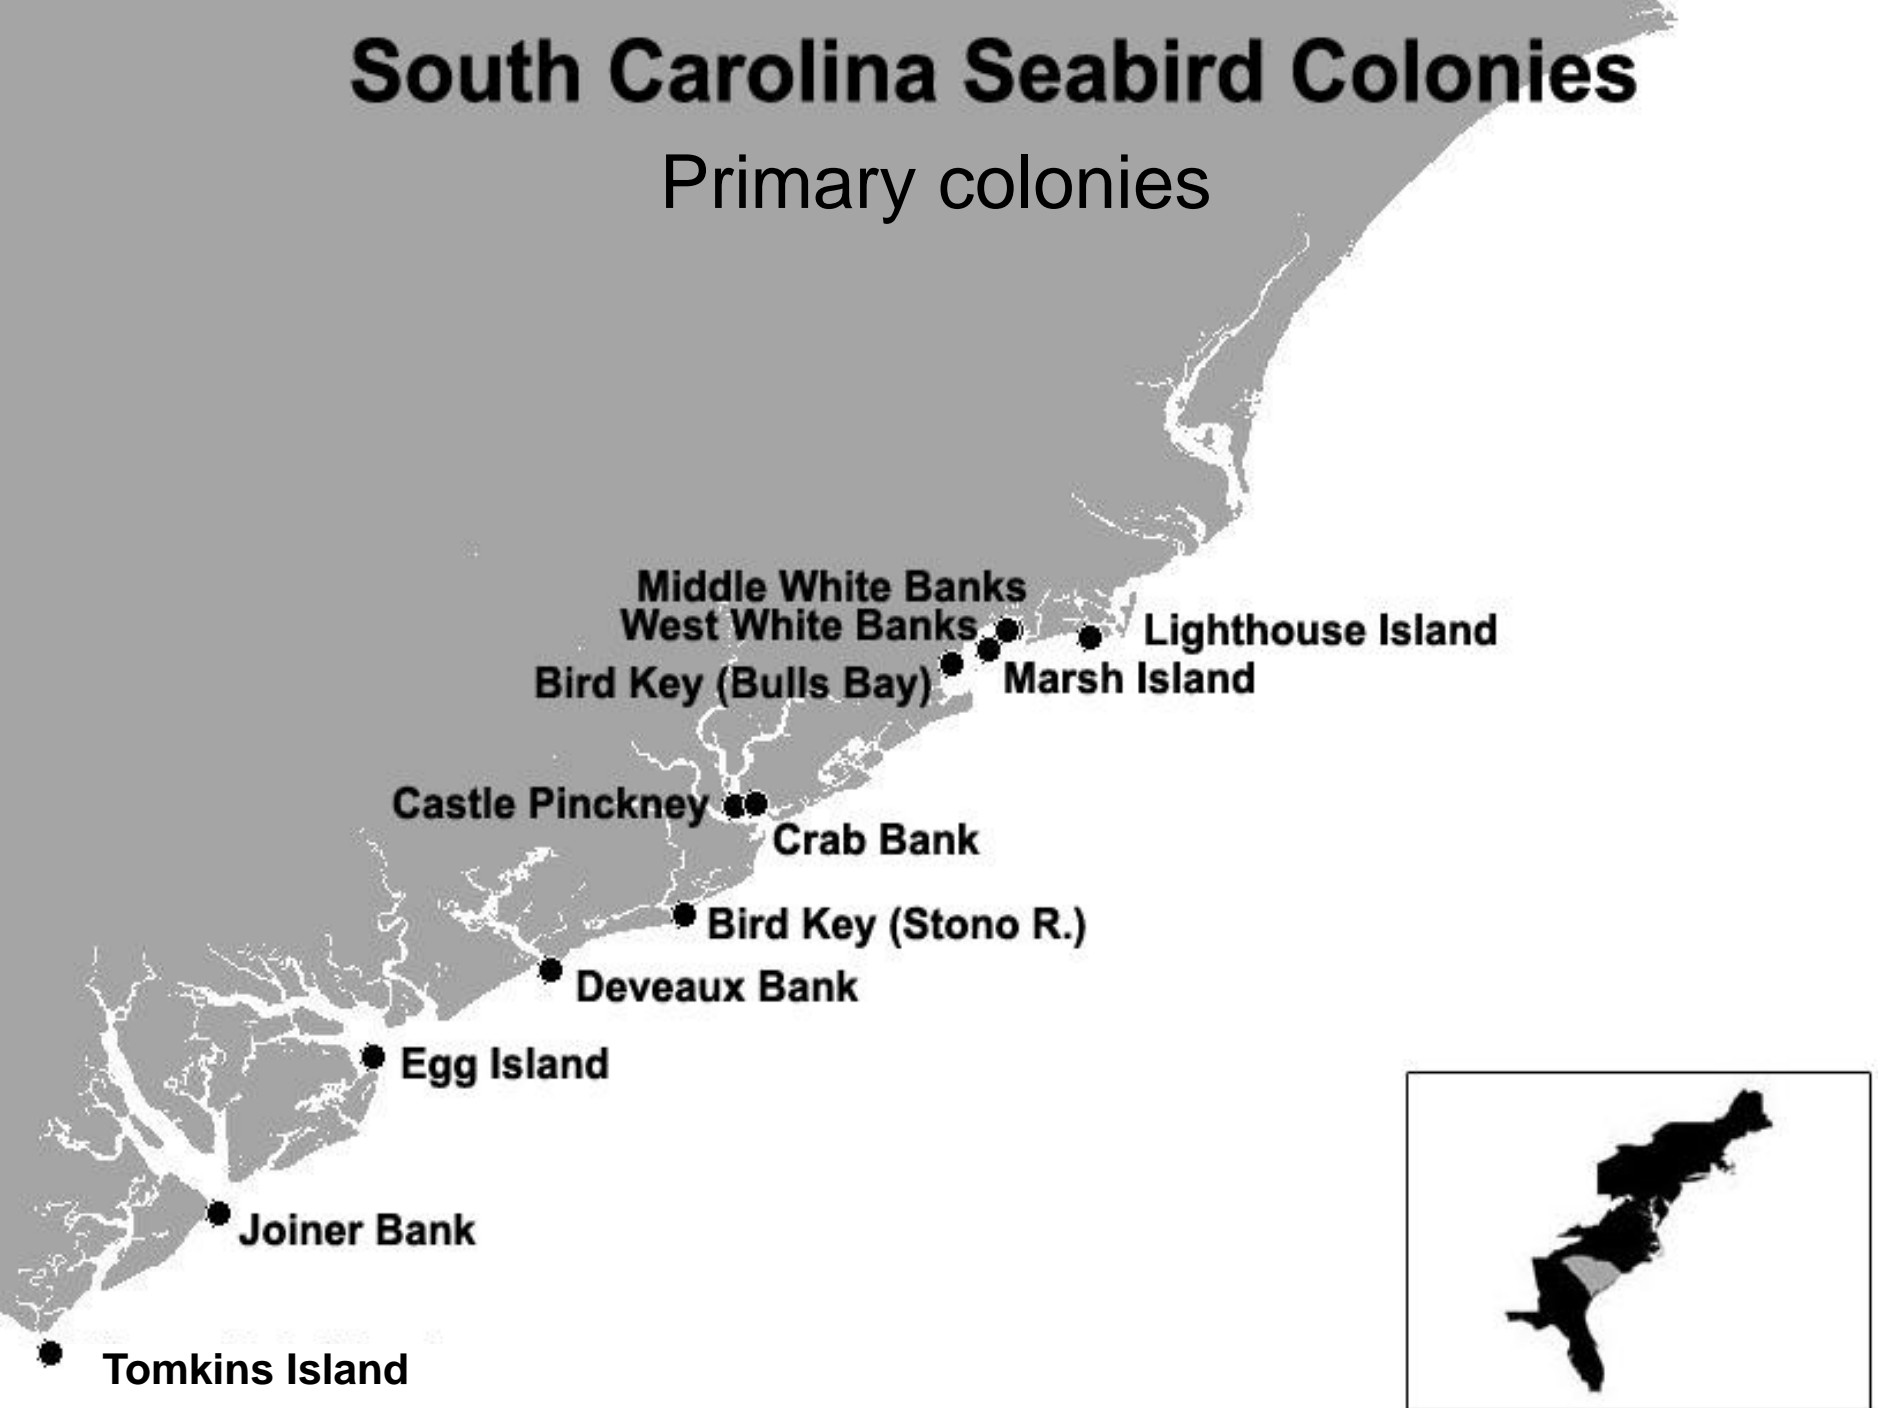 South Carolina Seabird Colonies
Primary colonies
Middle White Banks
West White Banks
Lighthouse Island
Bird Key (Bulls Bay)
Marsh Island
Castle Pinckney
Crab Bank
Bird Key (Stono R.)
Deveaux Bank
Egg Island
Joiner Bank
Tomkins Island